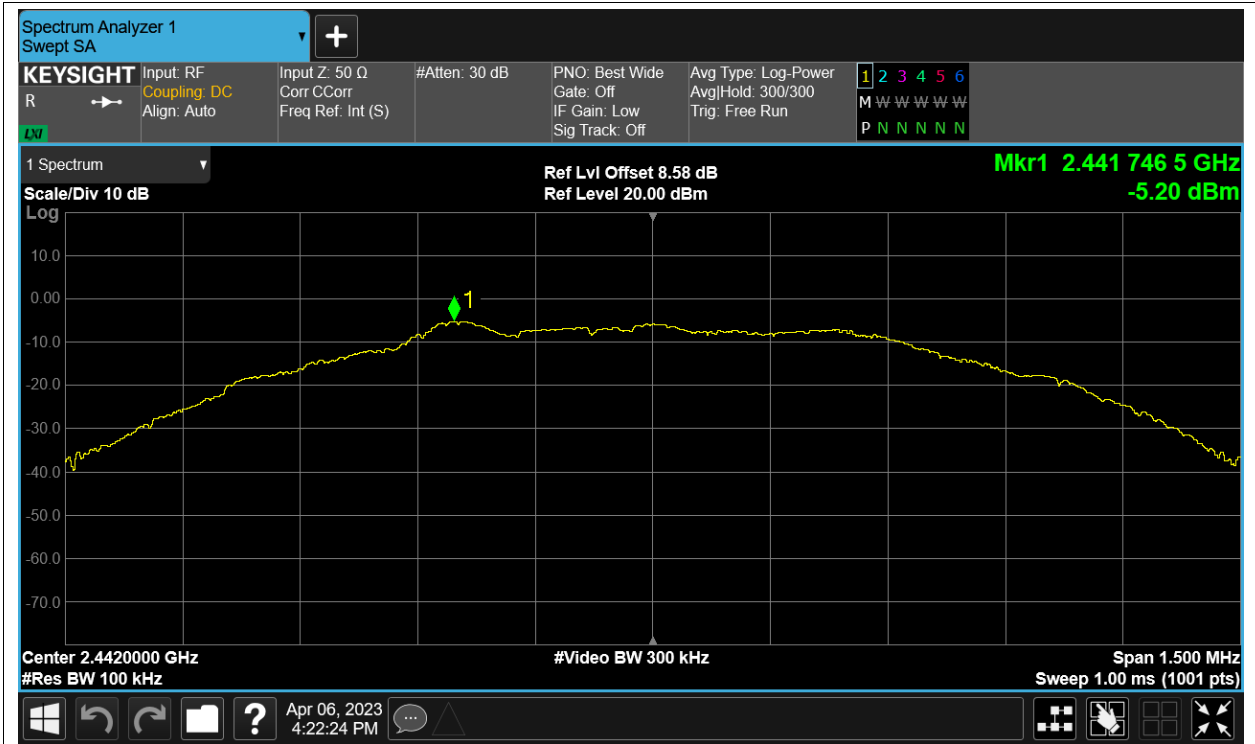 Spectrum Analyzer 1
Swept SA
+
KEYSIGHT
R
LXI
Input: RF
Coupling: DC
Align: Auto
Input Z: 50 Ω
Corr CCorr
Freq Ref: Int (S)
#Atten: 30 dB
PNO: Best Wide
Gate: Off
IF Gain: Low
Sig Track: Off
Avg Type: Log-Power
Avg|Hold: 300/300
Trig: Free Run
1 2 3 4 5 6
M W W W W W
P N N N N N
1 Spectrum
Scale/Div 10 dB
Ref Lvl Offset 8.58 dB
Ref Level 20.00 dBm
Mkr1 2.441 746 5 GHz
-5.20 dBm
Log
10.0
0.00
1
-10.0
-20.0
-30.0
-40.0
-50.0
-60.0
-70.0
Center 2.4420000 GHz
#Video BW 300 kHz
Span 1.500 MHz
#Res BW 100 kHz
Sweep 1.00 ms (1001 pts)
?
Apr 06, 2023
4:22:24 PM